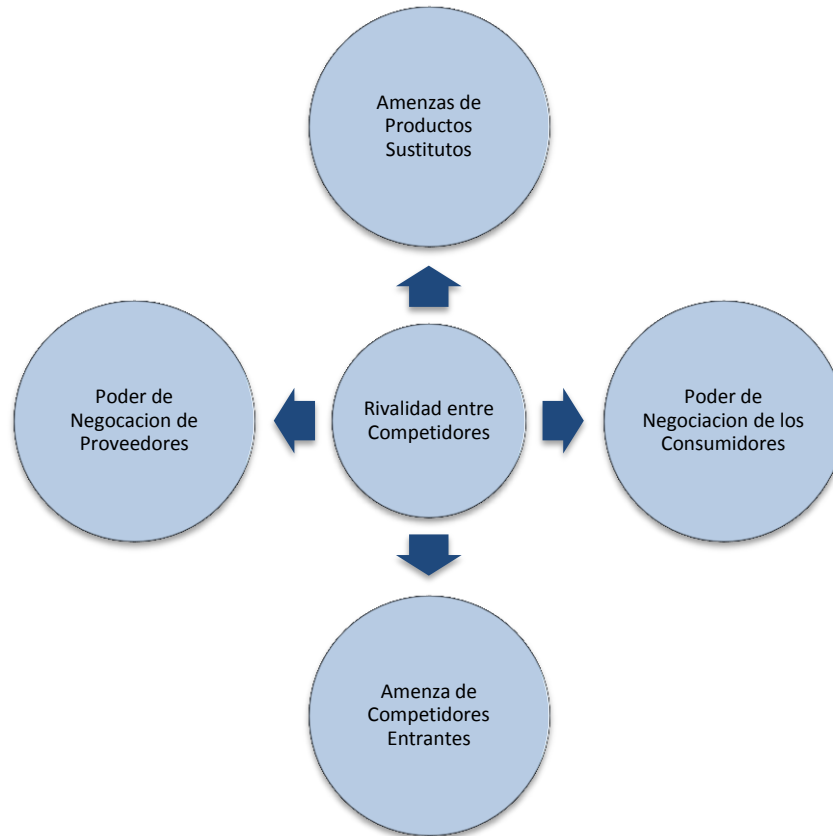 Amenzas de
Productos
Sustitutos
Poder de
Negocacion de
Proveedores
Rivalidad entre
Competidores
Poder de
Negociacion de los
Consumidores
Amenza de
Competidores
Entrantes